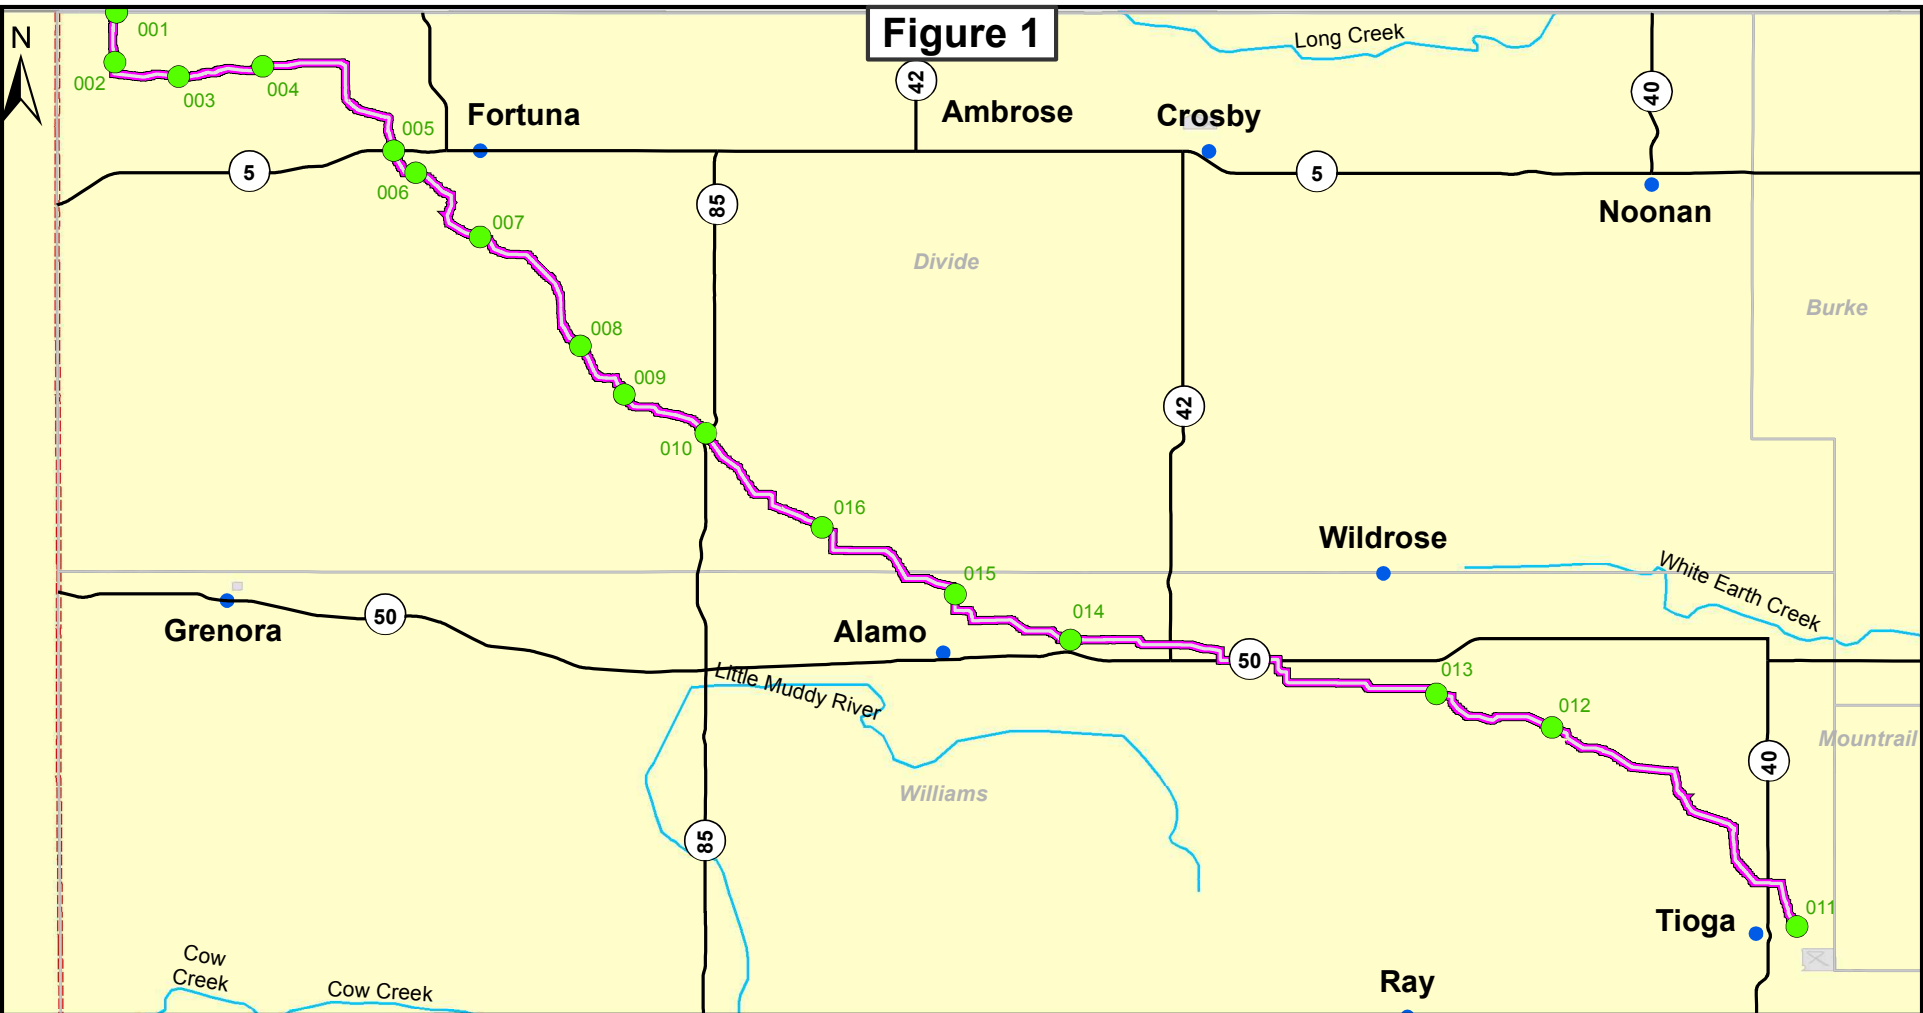 Figure 1
N
001
Long Creek
002
003
004
42
40
Fortuna
Ambrose
Crosby
005
5
5
006
85
Noonan
007
Divide
Burke
008
009
42
010
016
Wildrose
015
White Earth Creek
50
Grenora
014
Alamo
50
013
Little Muddy River
012
Mountrail
40
Williams
85
011
Tioga
Cow
Creek
Cow Creek
Ray